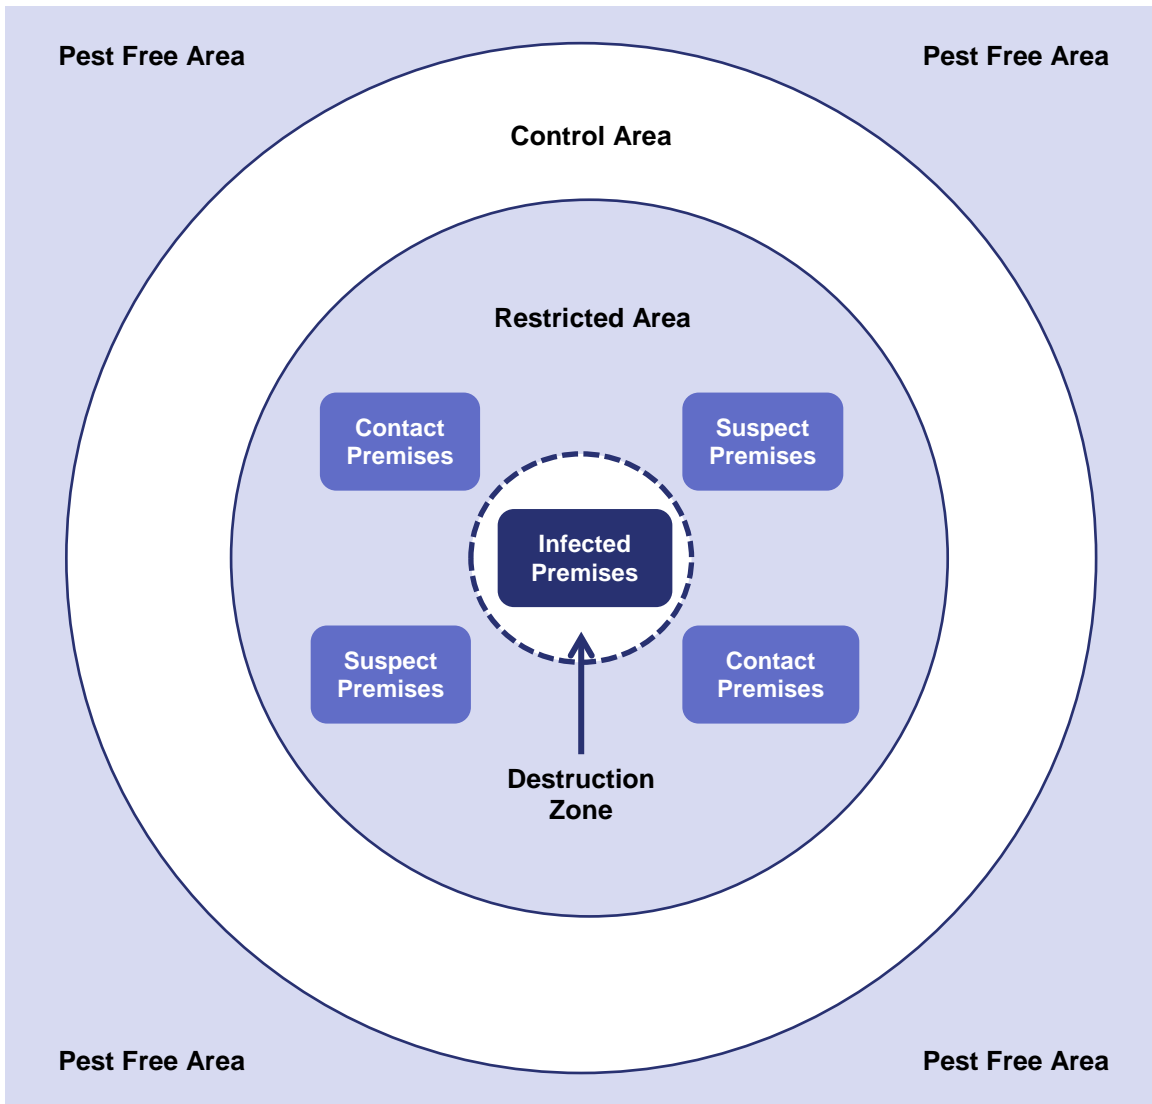 Pest Free Area
Pest Free Area
Control Area
Restricted Area
Contact
Premises
Suspect
Premises
Infected
Premises
Suspect
Premises
Contact
Premises
Destruction
Zone
Pest Free Area
Pest Free Area